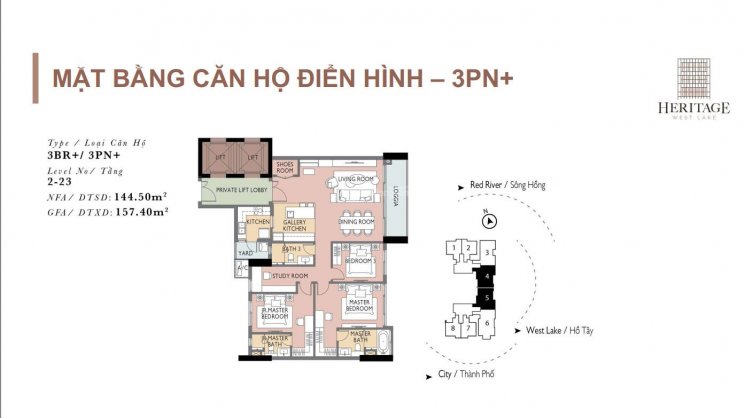 MẶT BẰNG CĂN HỘ ĐIỂN HÌNH – 3PN+
HERITAGE
WEST LAKE
Type / Loại Căn Hộ
3BR+/ 3PN+
Level No/ Tầng
2-23
NFA/ DTSD: 144.50m²
GFA/ DTXD: 157.40m²
LIFT
LIFT
SHOES
ROOM
LIVING ROOM
PRIVATE LIFT LOBBY
LOGGIA
KITCHEN
GALLERY
KITCHEN
DINING ROOM
YARD
BATH 3
BEDROOM 3
A/C
STUDY ROOM
JR.MASTER
BEDROOM
MASTER
BEDROOM
JR.MASTER
BATH
MASTER
BATH
Red River / Sông Hồng
N
1
2
3
4
5
6
7
8
West Lake / Hồ Tây
City / Thành Phố